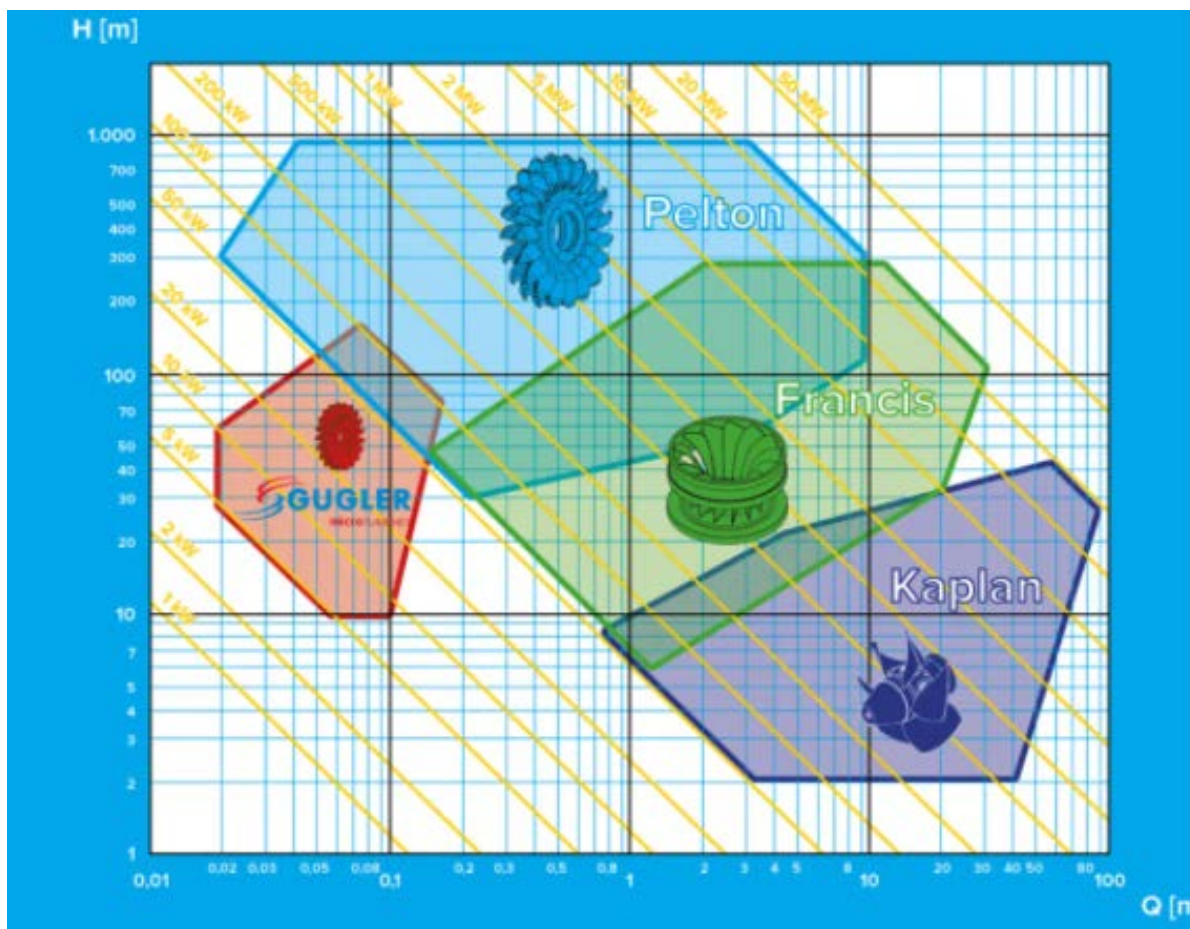 H [m]
200 kW
500 kW
1 MW
2 MW
5 MW
10 MW
20 MW
50 MW
1.000
100 kW
700
Pelton
500
50 kW
400
300
200
20 kW
100
10 kW
Francis
70
50
5 kW
40
GUGLER
30
20
2 kW
Kaplan
10
1 kW
7
5
4
3
2
1
0,02 0,03 0,05 0,08 0,2 0,3 0,5 0,8 2 3 4 5 8 20 30 40 50 80
0,01 0,1 1 10 100
Q [m